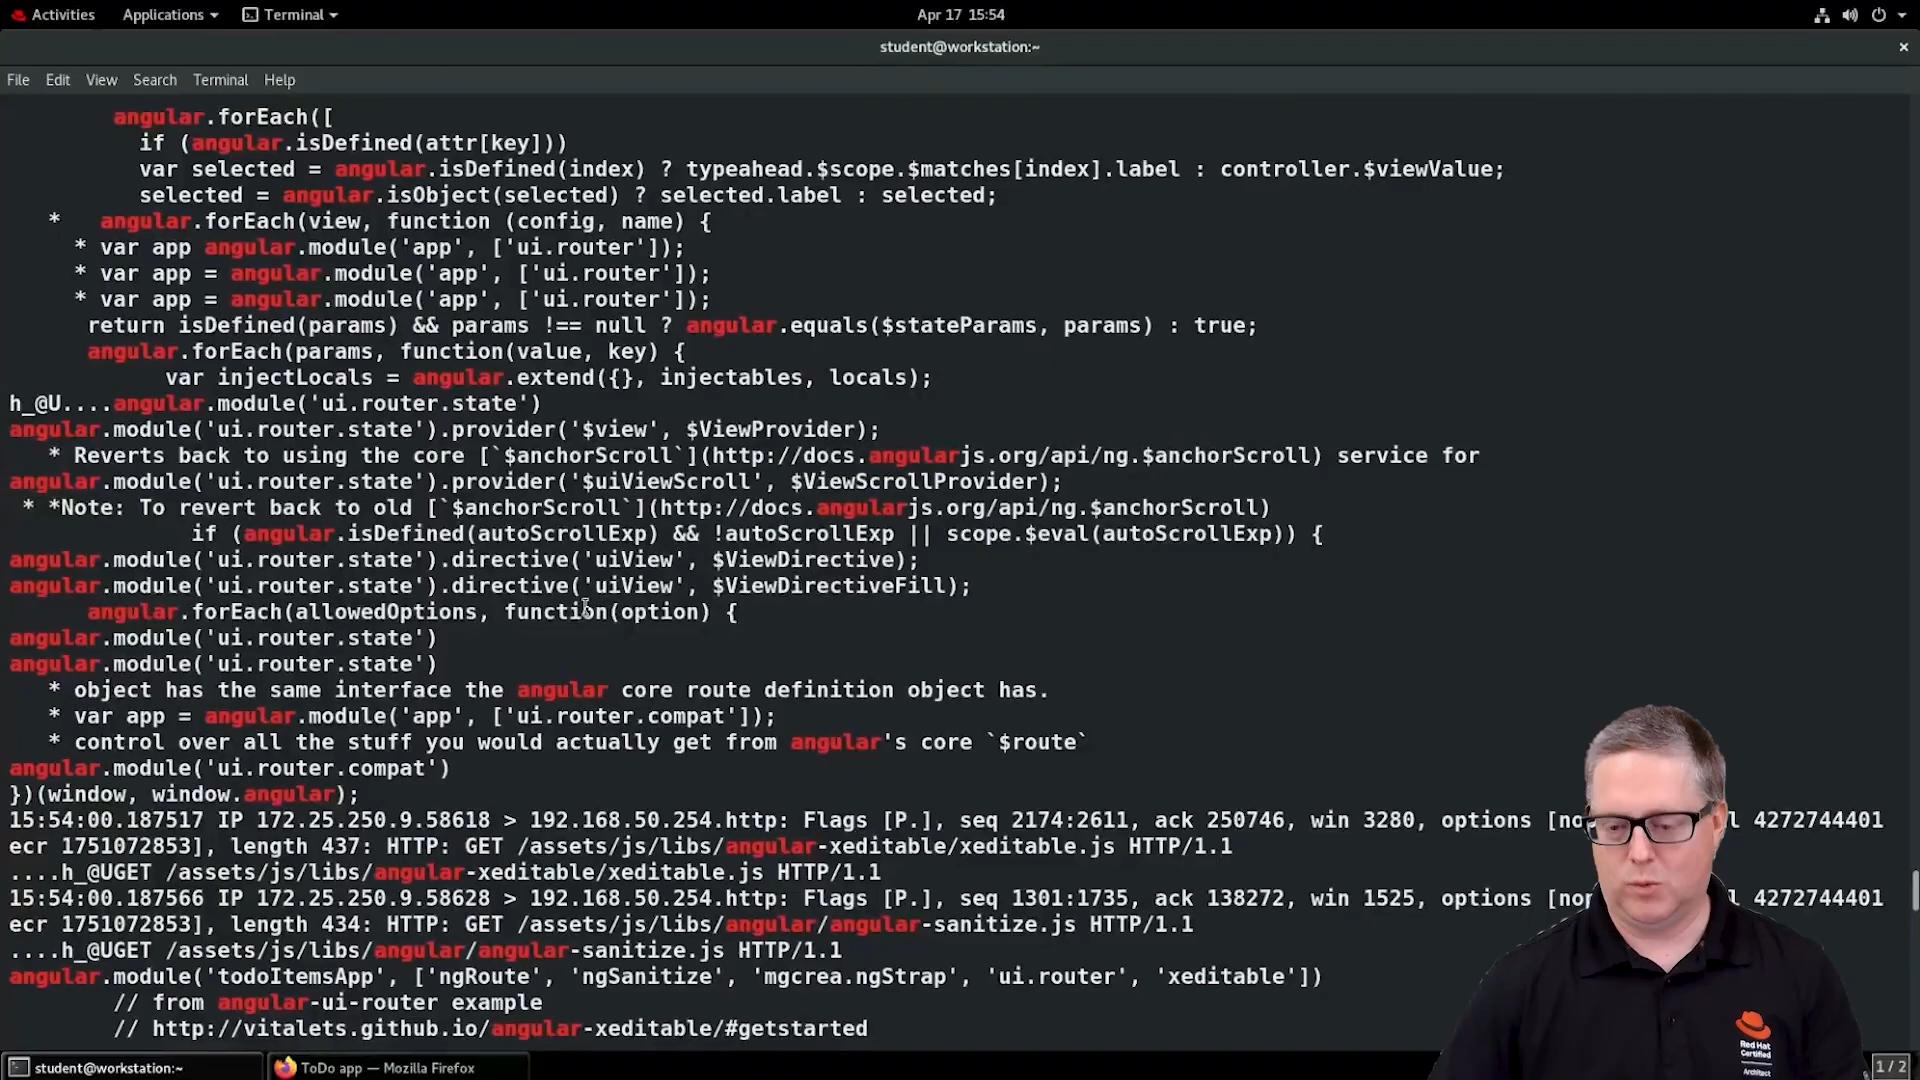 Activities Applications Terminal Apr 17 15:54
student@workstation:~ ×
File Edit View Search Terminal Help
angular.forEach([
if (angular.isDefined(attr[key]))
var selected = angular.isDefined(index) ? typeahead.$scope.$matches[index].label : controller.$viewValue;
selected = angular.isObject(selected) ? selected.label : selected;
* angular.forEach(view, function (config, name) {
* var app angular.module('app', ['ui.router']);
* var app = angular.module('app', ['ui.router']);
* var app = angular.module('app', ['ui.router']);
return isDefined(params) && params !== null ? angular.equals($stateParams, params) : true;
angular.forEach(params, function(value, key) {
var injectLocals = angular.extend({}, injectables, locals);
h_@U....angular.module('ui.router.state')
angular.module('ui.router.state').provider('$view', $ViewProvider);
* Reverts back to using the core [`$anchorScroll`](http://docs.angularjs.org/api/ng.$anchorScroll) service for
angular.module('ui.router.state').provider('$uiViewScroll', $ViewScrollProvider);
* *Note: To revert back to old [`$anchorScroll`](http://docs.angularjs.org/api/ng.$anchorScroll)
if (angular.isDefined(autoScrollExp) && !autoScrollExp || scope.$eval(autoScrollExp)) {
angular.module('ui.router.state').directive('uiView', $ViewDirective);
angular.module('ui.router.state').directive('uiView', $ViewDirectiveFill);
angular.forEach(allowedOptions, function(option) {
angular.module('ui.router.state')
angular.module('ui.router.state')
* object has the same interface the angular core route definition object has.
* var app = angular.module('app', ['ui.router.compat']);
* control over all the stuff you would actually get from angular's core `$route`
angular.module('ui.router.compat')
})(window, window.angular);
15:54:00.187517 IP 172.25.250.9.58618 > 192.168.50.254.http: Flags [P.], seq 2174:2611, ack 250746, win 3280, options 4272744401
ecr 1751072853], length 437: HTTP: GET /assets/js/libs/angular-xeditable/xeditable.js HTTP/1.1
....h_@UGET /assets/js/libs/angular-xeditable/xeditable.js HTTP/1.1
15:54:00.187566 IP 172.25.250.9.58628 > 192.168.50.254.http: Flags [P.], seq 1301:1735, ack 138272, win 1525, options 4272744401
ecr 1751072853], length 434: HTTP: GET /assets/js/libs/angular/angular-sanitize.js HTTP/1.1
....h_@UGET /assets/js/libs/angular/angular-sanitize.js HTTP/1.1
angular.module('todoItemsApp', ['ngRoute', 'ngSanitize', 'mgcrea.ngStrap', 'ui.router', 'xeditable'])
// from angular-ui-router example
// http://vitalets.github.io/angular-xeditable/#getstarted
student@workstation:~ ToDo app — Mozilla Firefox 1 / 2
Red Hat
Certified
Architect